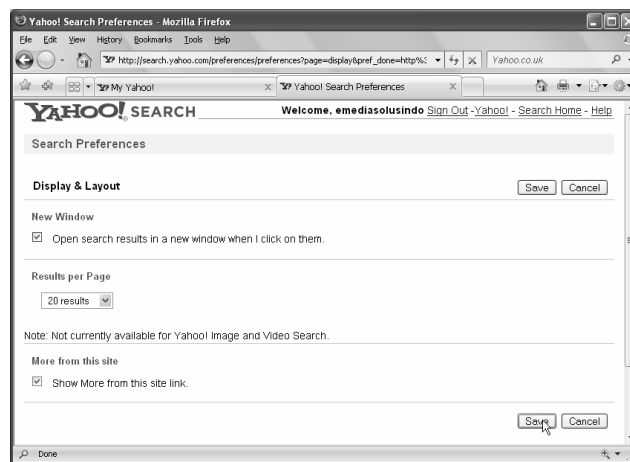 Yahoo! Search Preferences - Mozilla Firefox
File Edit View History Bookmarks Tools Help
http://search.yahoo.com/preferences/preferences?page=display&pref_done=http%3 Yahoo.co.uk
My Yahoo! Yahoo! Search Preferences
YAHOO! SEARCH Welcome, emediasolusindo Sign Out -Yahoo! - Search Home - Help
Search Preferences
Display & Layout Save Cancel
New Window
Open search results in a new window when I click on them.
Results per Page
20 results
Note: Not currently available for Yahoo! Image and Video Search.
More from this site
Show More from this site link.
Save Cancel
Done